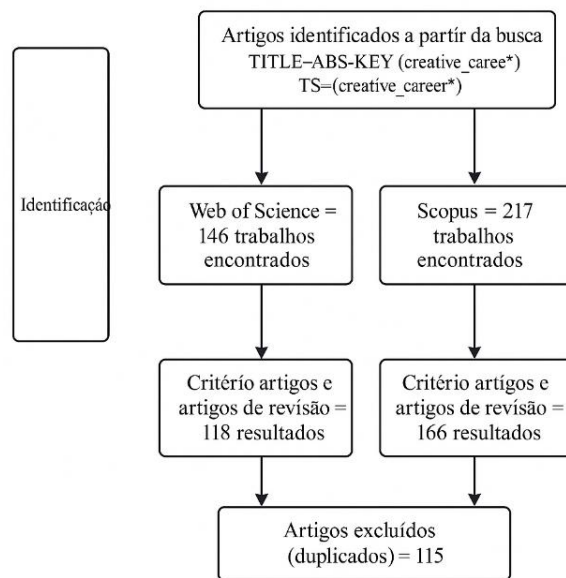 Artigos identificados a partír da busca
TITLE–ABS-KEY (creative_caree*)
TS=(creative_career*)
Identificação
Web of Science =
146 trabalhos
encontrados
Scopus = 217
trabalhos
encontrados
Critérío artigos e
artigos de revísão =
118 resultados
Critério artígos e
artigos de revisão =
166 resultados
Artigos excluídos
(duplicados) = 115